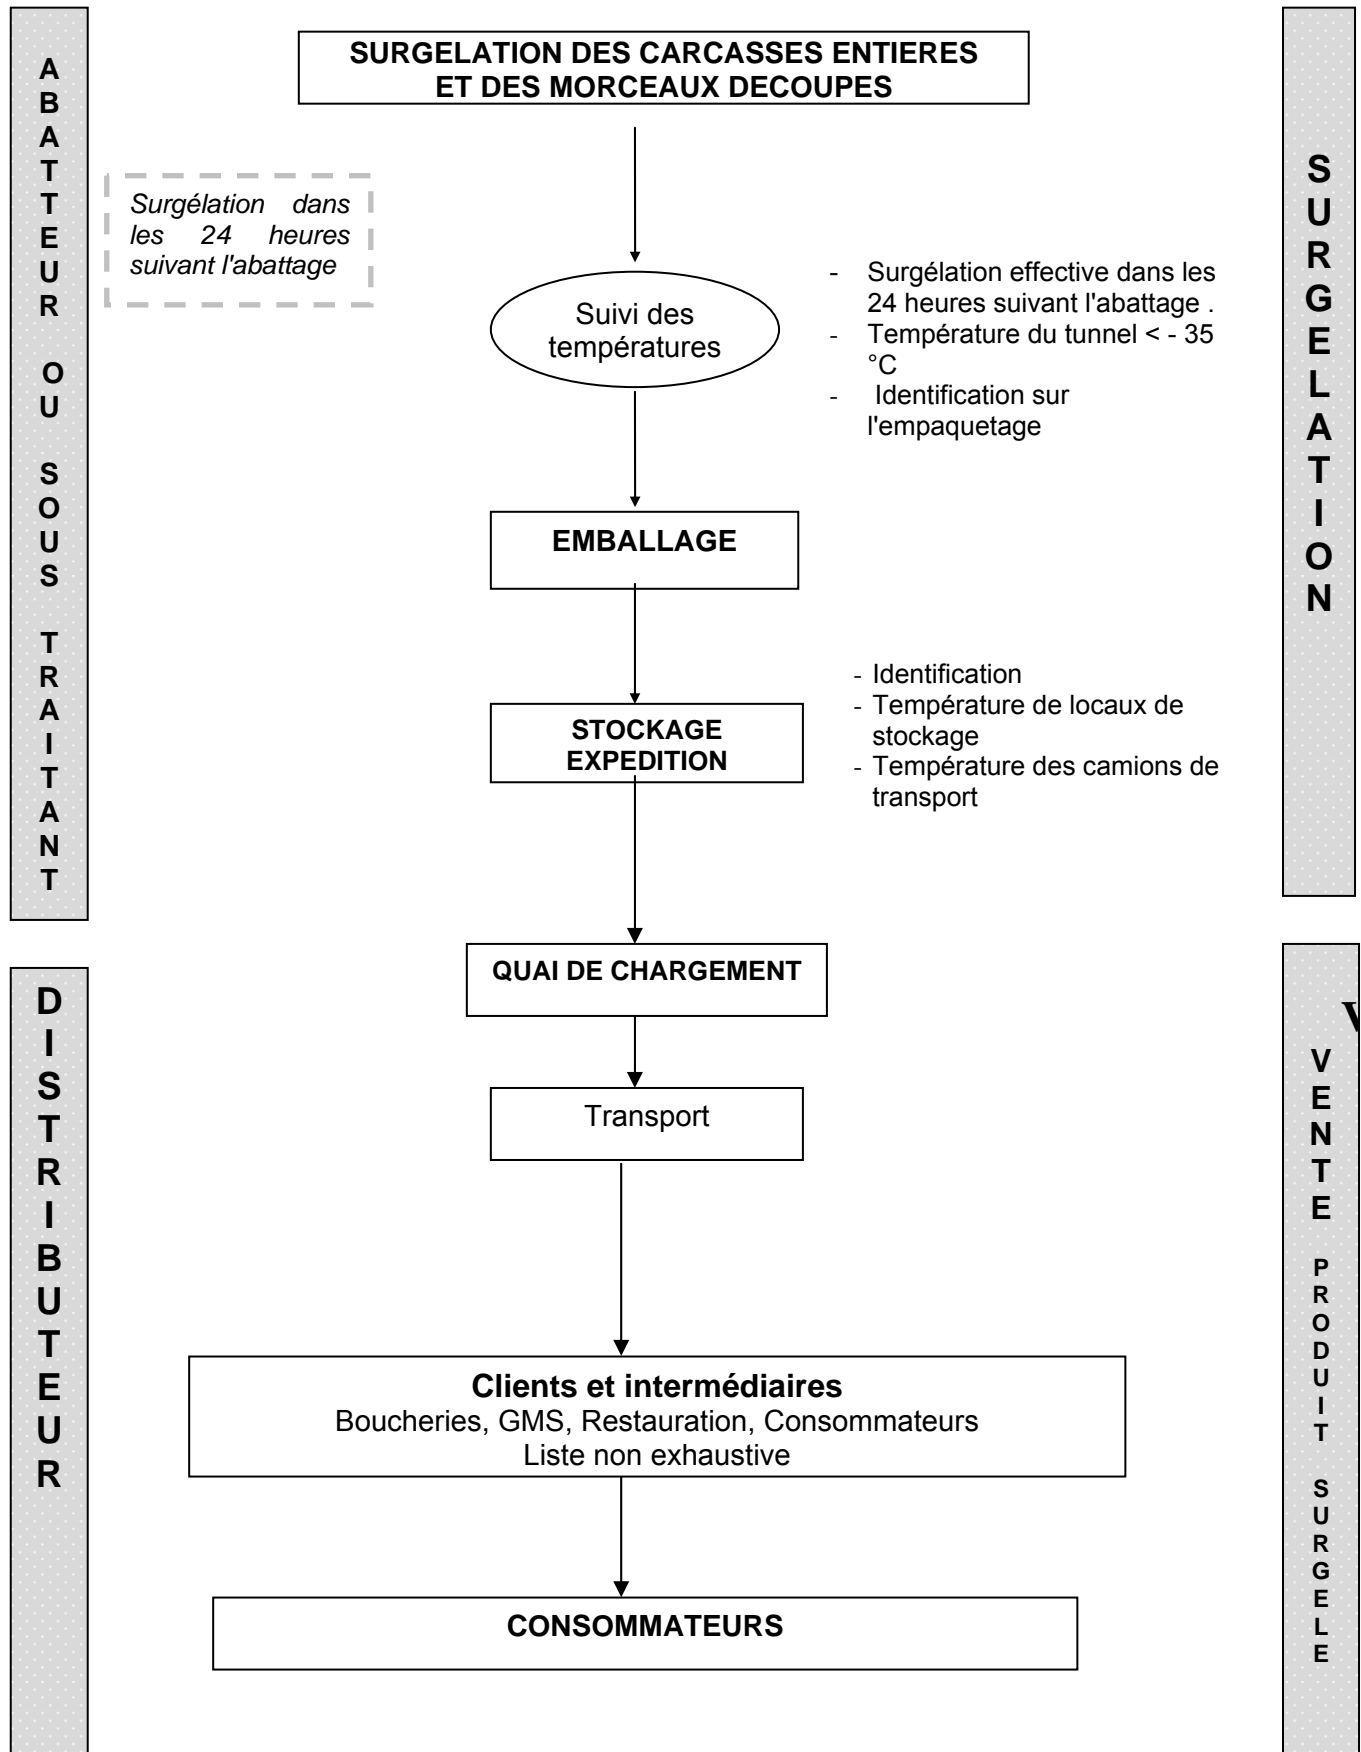 ABATTEUR OU SOUS TRAITANT
SURGELATION DES CARCASSES ENTIERES
ET DES MORCEAUX DECOUPES
SURGELATION
Surgélation dans
les 24 heures
suivant l'abattage
Suivi des
températures
- Surgélation effective dans les
24 heures suivant l'abattage .
- Température du tunnel < - 35
°C
- Identification sur
l'empaquetage
EMBALLAGE
STOCKAGE
EXPEDITION
- Identification
- Température de locaux de
stockage
- Température des camions de
transport
DISTRIBUTEUR
QUAI DE CHARGEMENT
V
VENTE PRODUIT SURGELE
Transport
Clients et intermédiaires
Boucheries, GMS, Restauration, Consommateurs
Liste non exhaustive
CONSOMMATEURS